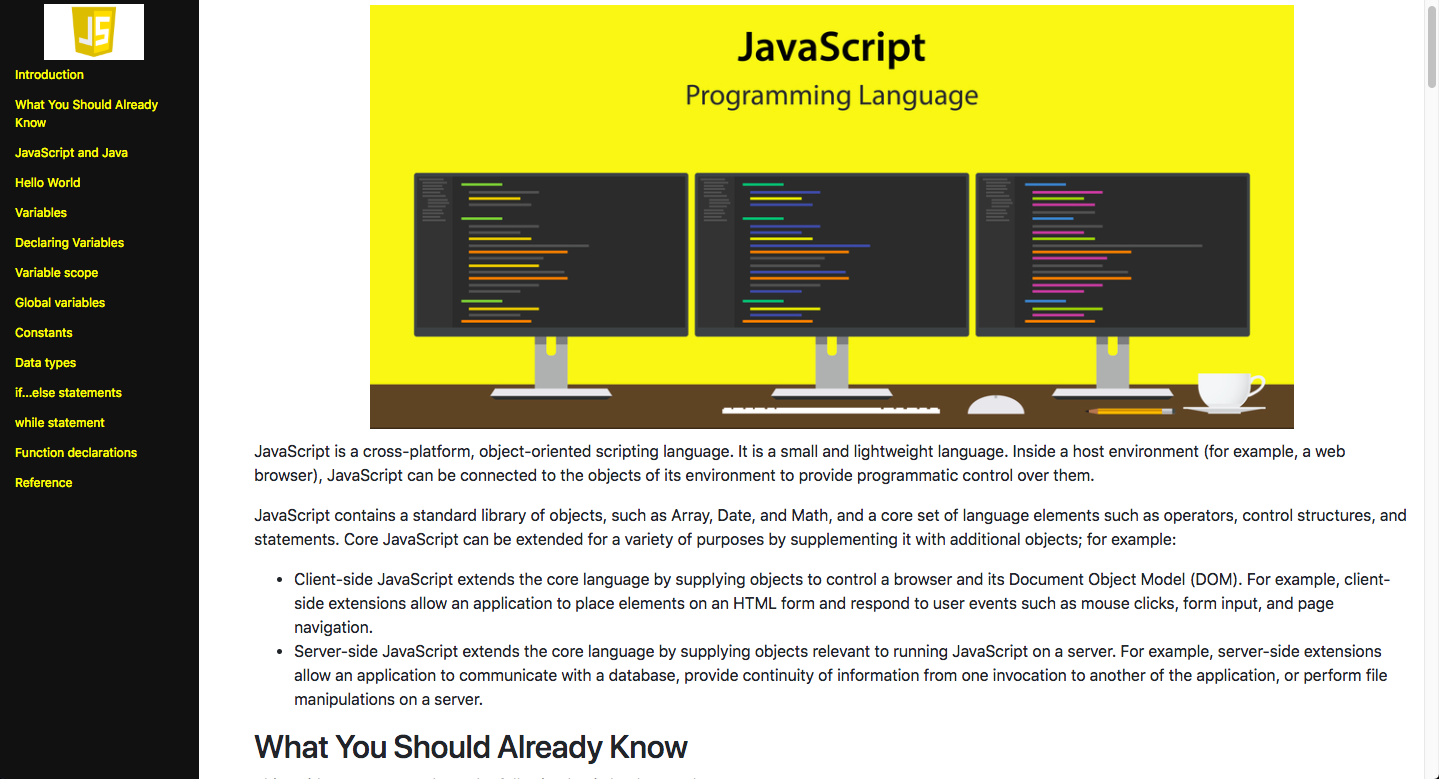 JS
Introduction
What You Should Already
Know
JavaScript and Java
Hello World
Variables
Declaring Variables
Variable scope
Global variables
Constants
Data types
if...else statements
while statement
Function declarations
Reference
JavaScript
Programming Language
JavaScript is a cross-platform, object-oriented scripting language. It is a small and lightweight language. Inside a host environment (for example, a web
browser), JavaScript can be connected to the objects of its environment to provide programmatic control over them.
JavaScript contains a standard library of objects, such as Array, Date, and Math, and a core set of language elements such as operators, control structures, and
statements. Core JavaScript can be extended for a variety of purposes by supplementing it with additional objects; for example:
• Client-side JavaScript extends the core language by supplying objects to control a browser and its Document Object Model (DOM). For example, client-
side extensions allow an application to place elements on an HTML form and respond to user events such as mouse clicks, form input, and page
navigation.
• Server-side JavaScript extends the core language by supplying objects relevant to running JavaScript on a server. For example, server-side extensions
allow an application to communicate with a database, provide continuity of information from one invocation to another of the application, or perform file
manipulations on a server.
What You Should Already Know